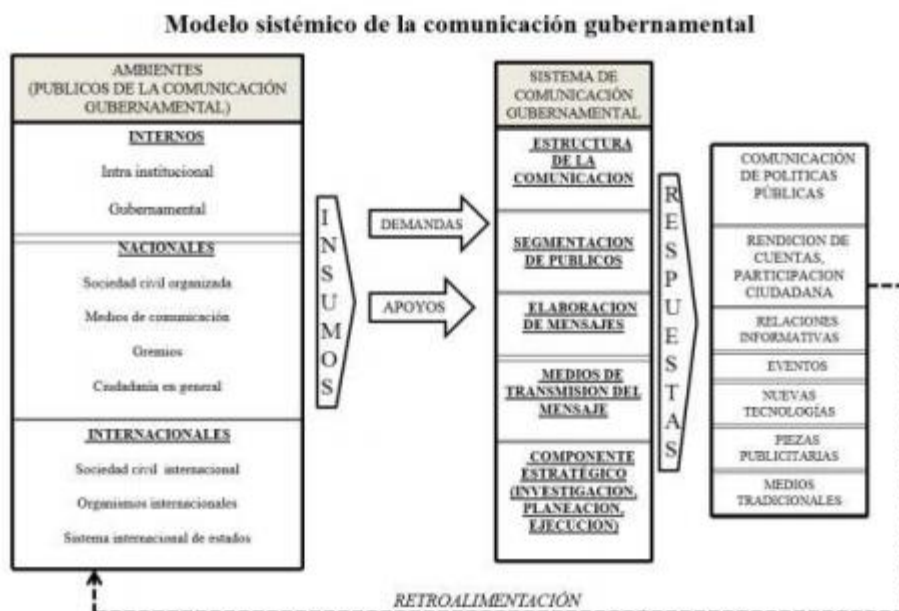 Modelo sistémico de la comunicación gubernamental
AMBIENTES
(PUBLICOS DE LA COMUNICACIÓN
GUBERNAMENTAL)
INTERNOS
Intra institucional
Gubernamental
NACIONALES
Sociedad civil organizada
Medios de comunicación
Gremios
Ciudadanía en general
INTERNACIONALES
Sociedad civil internacional
Organismos internacionales
Sistema internacional de estados
INSUMOS
DEMANDAS
APOYOS
SISTEMA DE
COMUNICACIÓN
GUBERNAMENTAL
ESTRUCTURA
DE LA
COMUNICACION
SEGMENTACION
DE PUBLICOS
ELABORACION
DE MENSAJES
MEDIOS DE
TRANSMISION DEL
MENSAJE
COMPONENTE
ESTRATÉGICO
(INVESTIGACION,
PLANEACION,
EJECUCION)
RESPUESTAS
COMUNICACIÓN
DE POLITICAS
PÚBLICAS
RENDICION DE
CUENTAS,
PARTICIPACION
CIUDADANA
RELACIONES
INFORMATIVAS
EVENTOS
NUEVAS
TECNOLOGÍAS
PIEZAS
PUBLICITARIAS
MEDIOS
TRADICIONALES
RETROALIMENTACIÓN